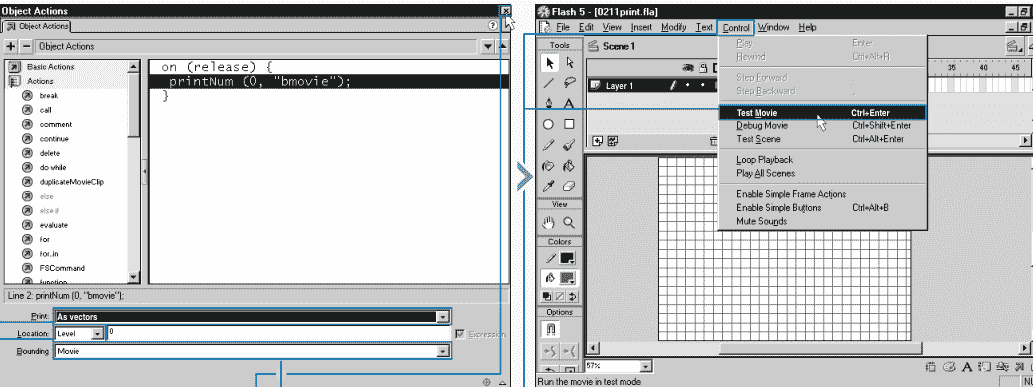 Object Actions
Object Actions
Object Actions
Basic Actions
Actions
break
call
comment
continue
delete
do while
duplicateMovieClip
else
else if
evaluate
for
for..in
FSCommand
function
on (release) {
printNum (0, "bmovie");
}
Line 2: printNum (0, "bmovie");
Print: As vectors
Location: Level 0 Expression
Bounding: Movie
Flash 5 - [0211print.fla]
File Edit View Insert Modify Text Control Window Help
Tools
View
Colors
Options
Scene 1
Layer 1
35 40 45
Play Enter
Rewind Ctrl+Alt+R
Step Forward .
Step Backward ,
Test Movie Ctrl+Enter
Debug Movie Ctrl+Shift+Enter
Test Scene Ctrl+Alt+Enter
Loop Playback
Play All Scenes
Enable Simple Frame Actions
Enable Simple Buttons Ctrl+Alt+B
Mute Sounds
57%
Run the movie in test mode